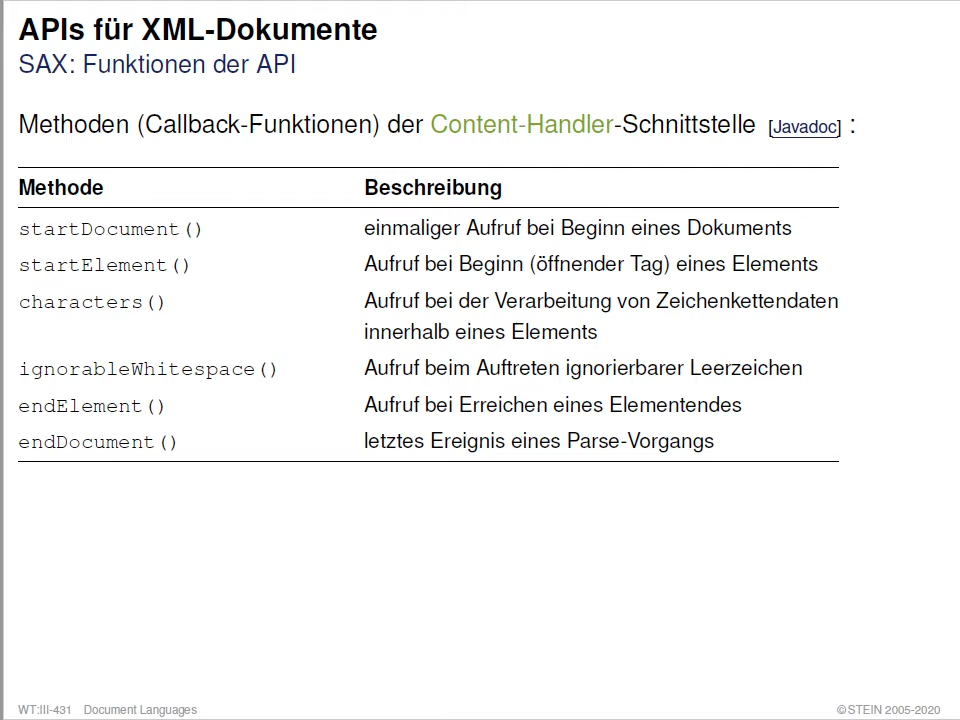 APIs für XML-Dokumente
SAX: Funktionen der API
Methoden (Callback-Funktionen) der Content-Handler-Schnittstelle [Javadoc] :
Methode Beschreibung
startDocument() einmaliger Aufruf bei Beginn eines Dokuments
startElement() Aufruf bei Beginn (öffnender Tag) eines Elements
characters() Aufruf bei der Verarbeitung von Zeichenkettendaten
innerhalb eines Elements
ignorableWhitespace() Aufruf beim Auftreten ignorierbarer Leerzeichen
endElement() Aufruf bei Erreichen eines Elementendes
endDocument() letztes Ereignis eines Parse-Vorgangs
WT:III-431 Document Languages ©STEIN 2005-2020